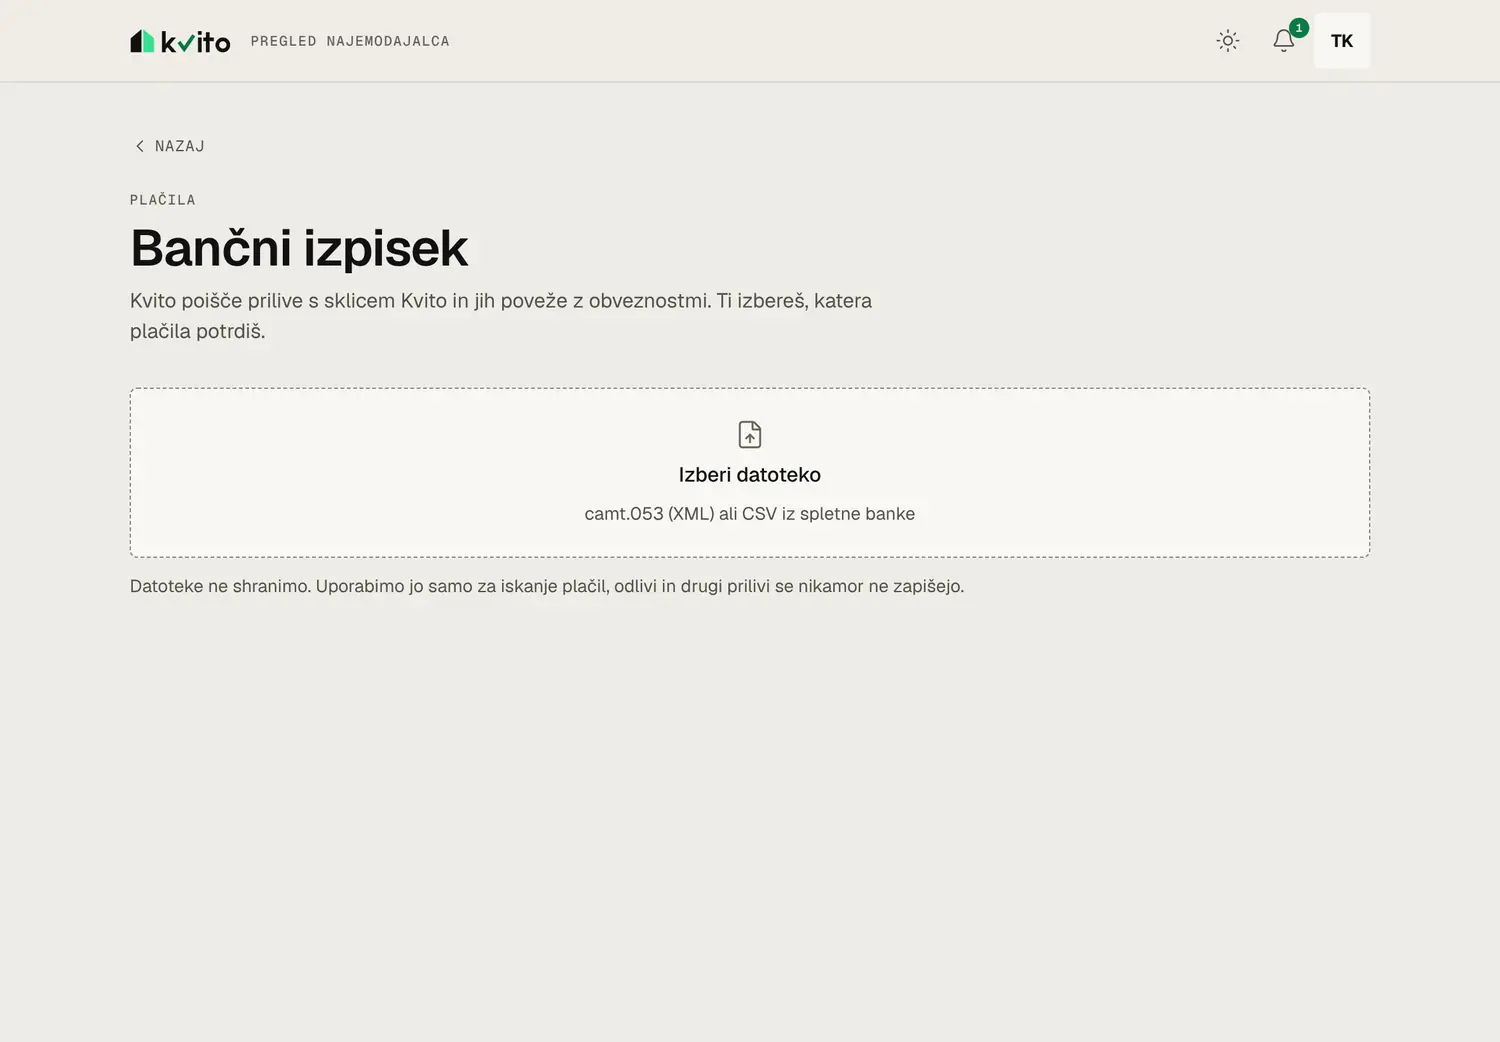 kvito PREGLED NAJEMODAJALCA
1
TK
NAZAJ
PLAČILA
Bančni izpisek
Kvito poišče prilive s sklicem Kvito in jih poveže z obveznostmi. Ti izbereš, katera
plačila potrdiš.
Izberi datoteko
camt.053 (XML) ali CSV iz spletne banke
Datoteke ne shranimo. Uporabimo jo samo za iskanje plačil, odlivi in drugi prilivi se nikamor ne zapišejo.